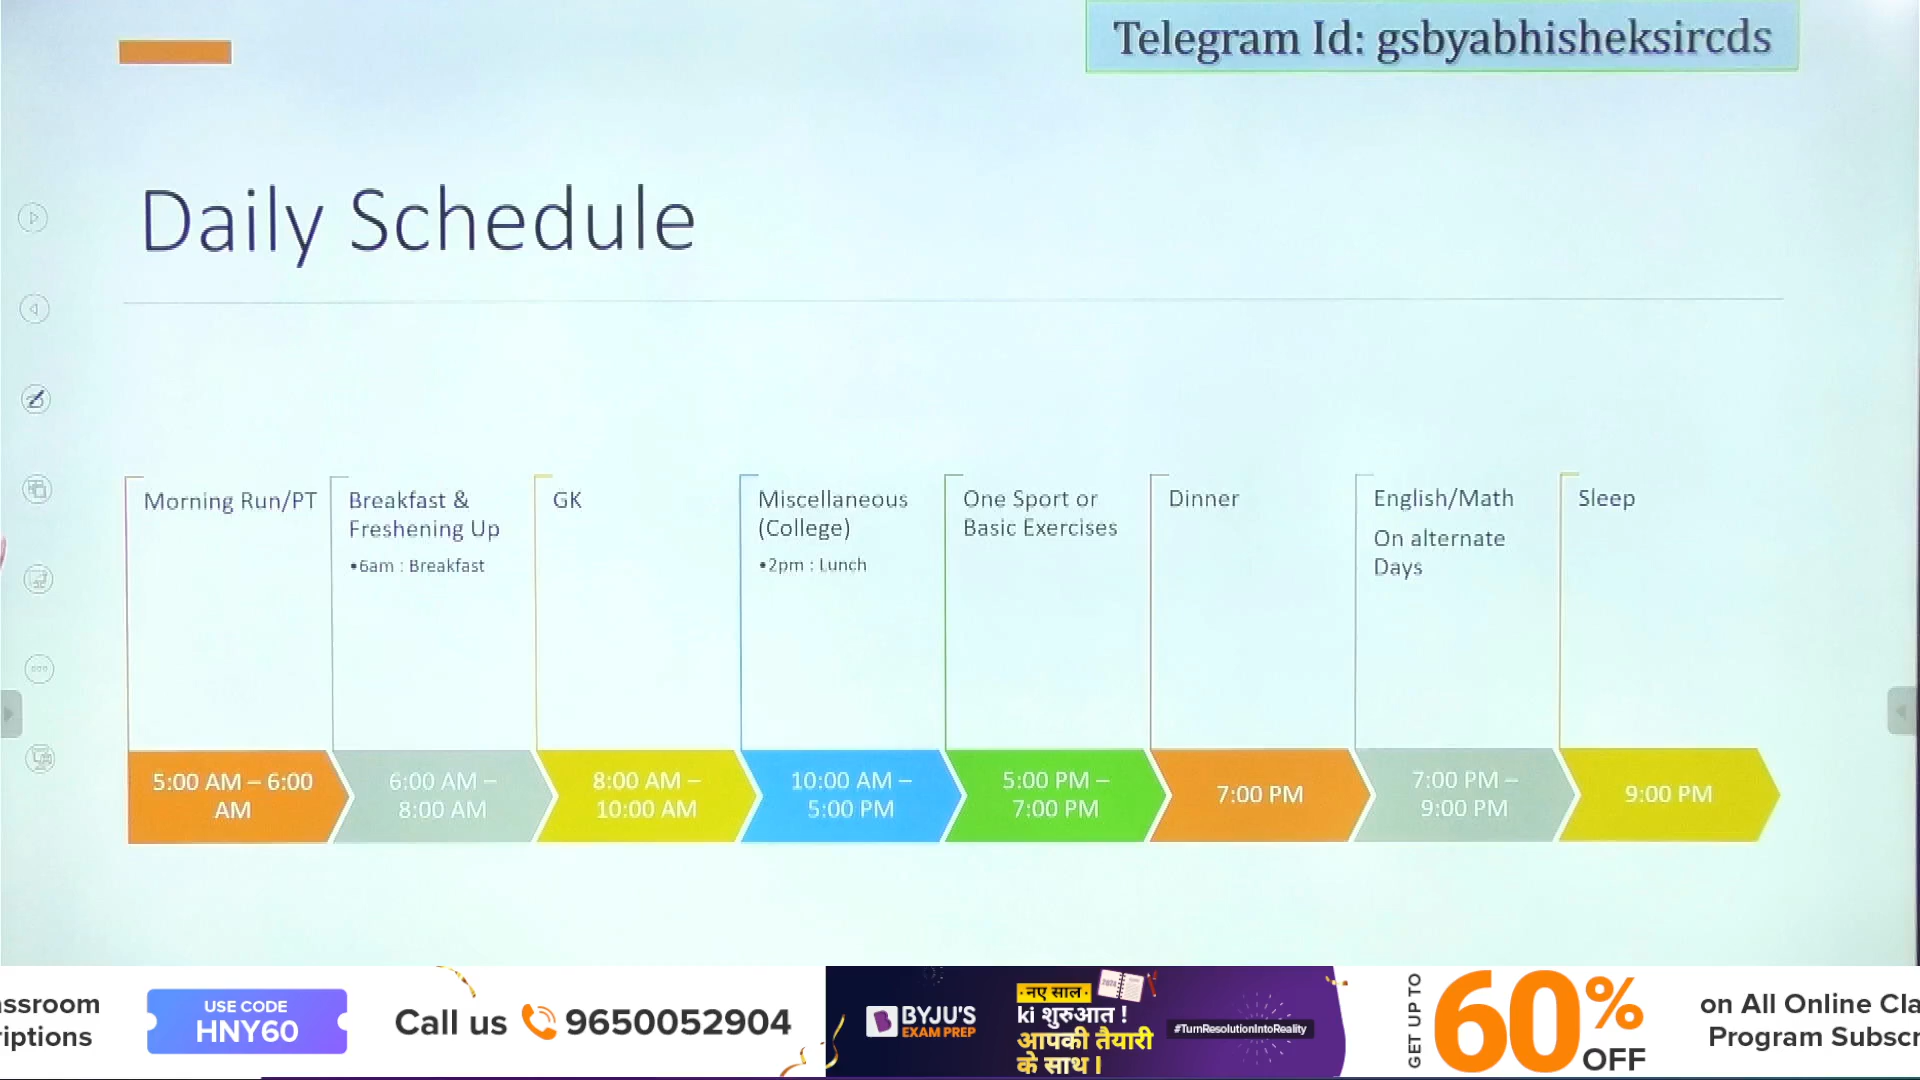 Telegram Id: gsbyabhisheksircds
Daily Schedule
Morning Run/PT
Breakfast &
Freshening Up
•6am : Breakfast
GK
Miscellaneous
(College)
•2pm : Lunch
One Sport or
Basic Exercises
Dinner
English/Math
On alternate
Days
Sleep
5:00 AM – 6:00
AM
6:00 AM –
8:00 AM
8:00 AM –
10:00 AM
10:00 AM –
5:00 PM
5:00 PM –
7:00 PM
7:00 PM
7:00 PM –
9:00 PM
9:00 PM
assroom
riptions
USE CODE
HNY60
Call us 9650052904
BYJU'S
EXAM PREP
नए साल
ki शुरुआत !
आपकी तैयारी
के साथ।
#TurnResolutionIntoReality
GET UP TO
60%
OFF
on All Online Cla
Program Subscr